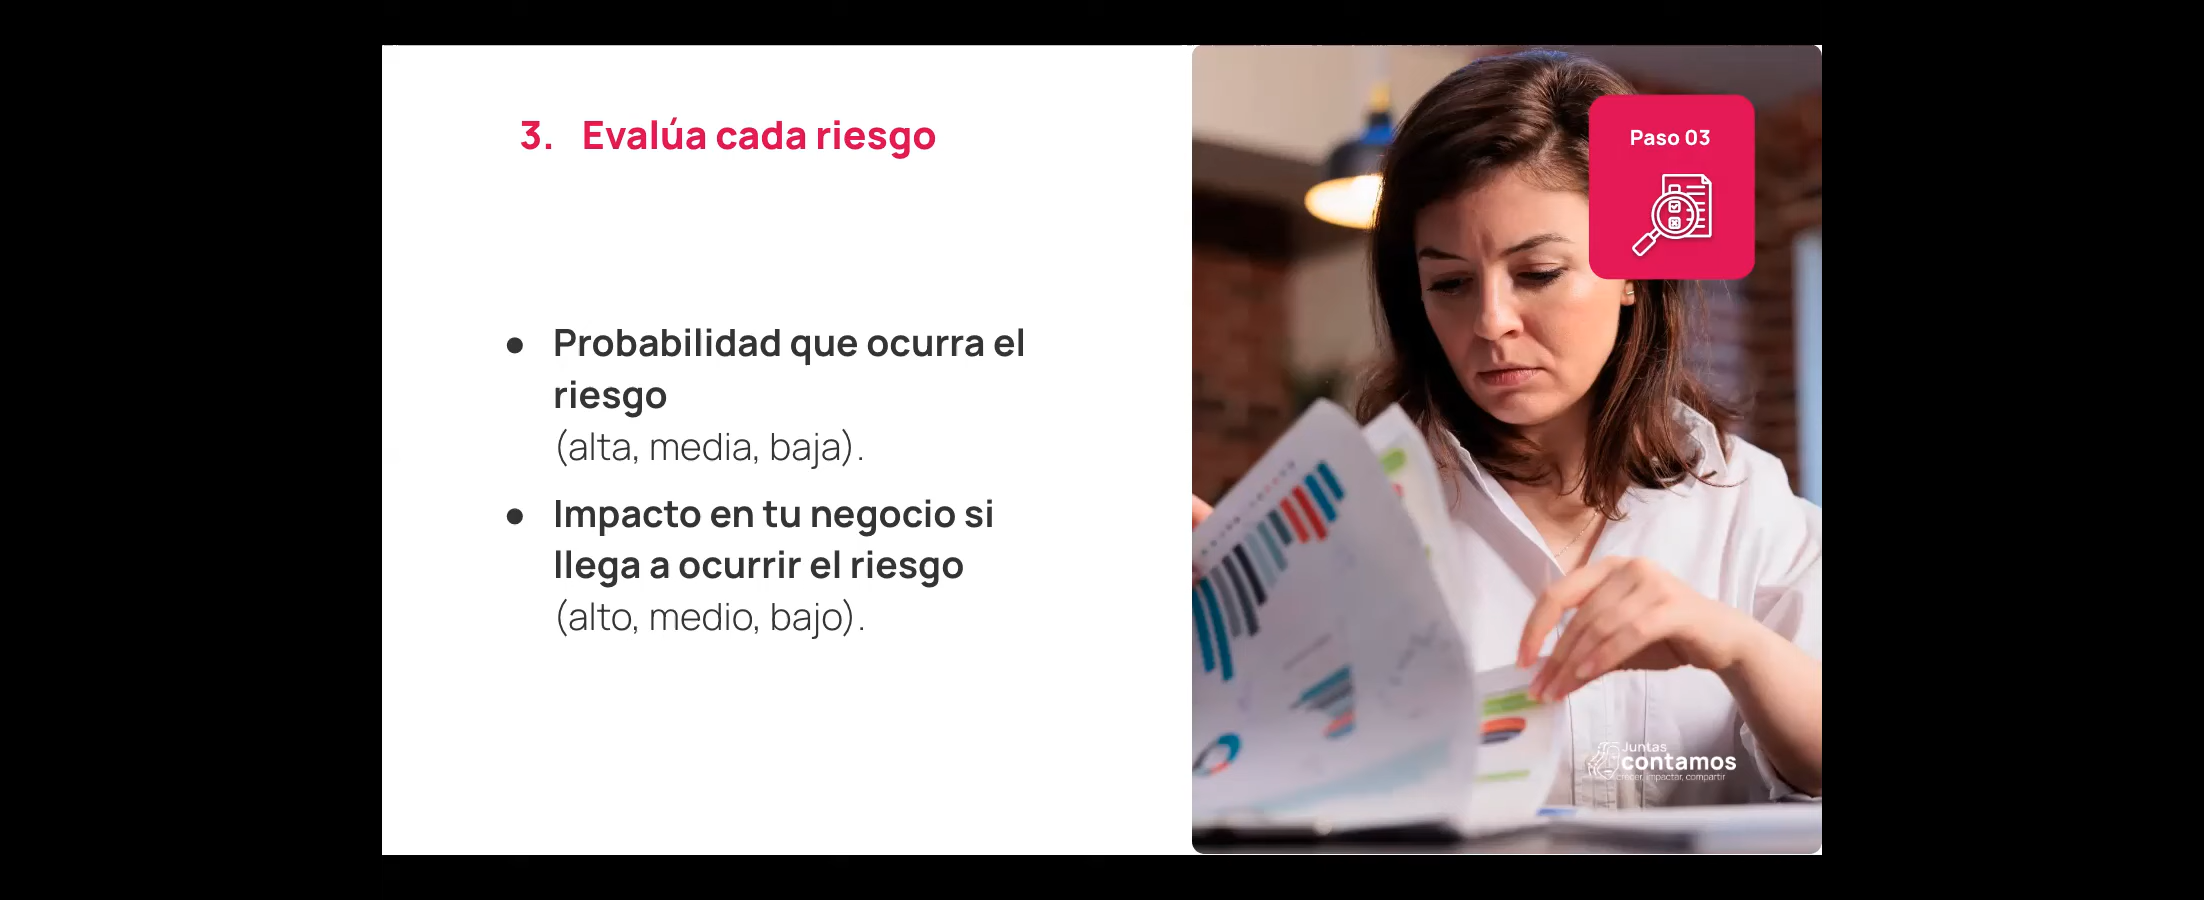 3. Evalúa cada riesgo
● Probabilidad que ocurra el
riesgo
(alta, media, baja).
● Impacto en tu negocio si
llega a ocurrir el riesgo
(alto, medio, bajo).
Paso 03
Juntas
contamos
crecer, impactar, compartir